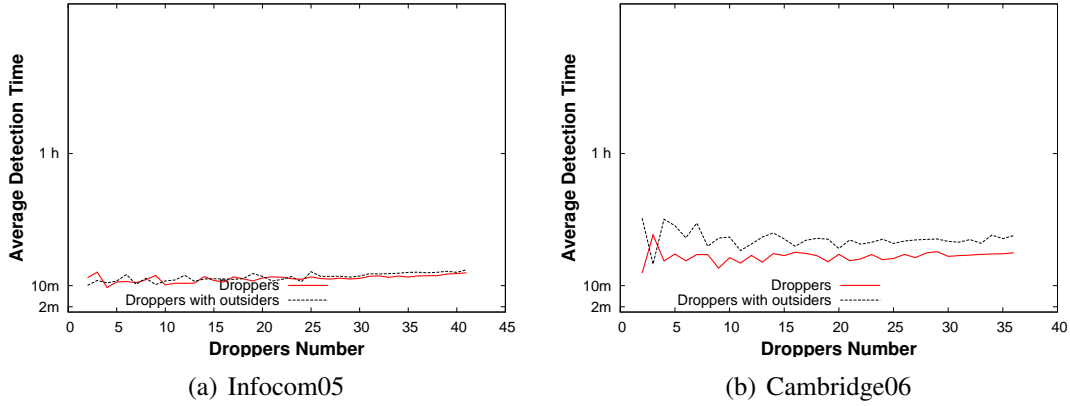 Average Detection Time
1 h
10m
2m
Droppers
Droppers with outsiders
0 5 10 15 20 25 30 35 40 45
Droppers Number
(a) Infocom05
Average Detection Time
1 h
10m
2m
Droppers
Droppers with outsiders
0 5 10 15 20 25 30 35 40
Droppers Number
(b) Cambridge06